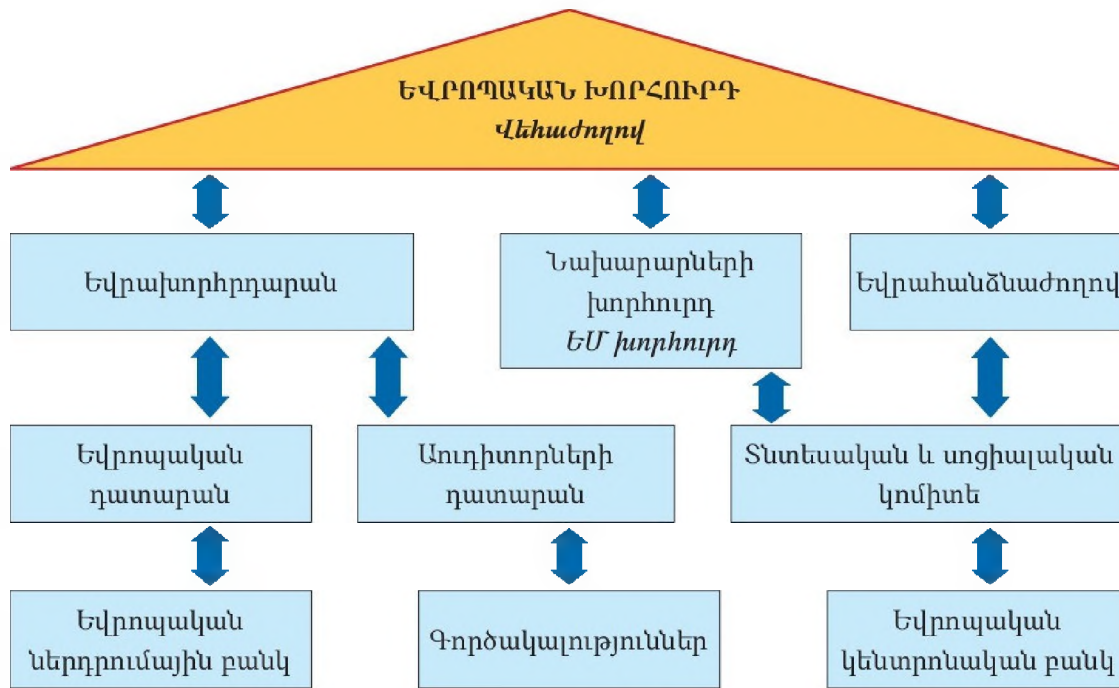 ԵՎՐՈՊԱԿԱՆ ԽՈՐՀՈՒՐԴ
Վեհաժողով
Եվրախորհրդարան
Նախարարների
խորհուրդ
ԵՄ խորհուրդ
Եվրահանձնաժողով
Եվրոպական
դատարան
Աուդիտորների
դատարան
Տնտեսական և սոցիալական
կոմիտե
Եվրոպական
ներդրումային բանկ
Գործակալություններ
Եվրոպական
կենտրոնական բանկ